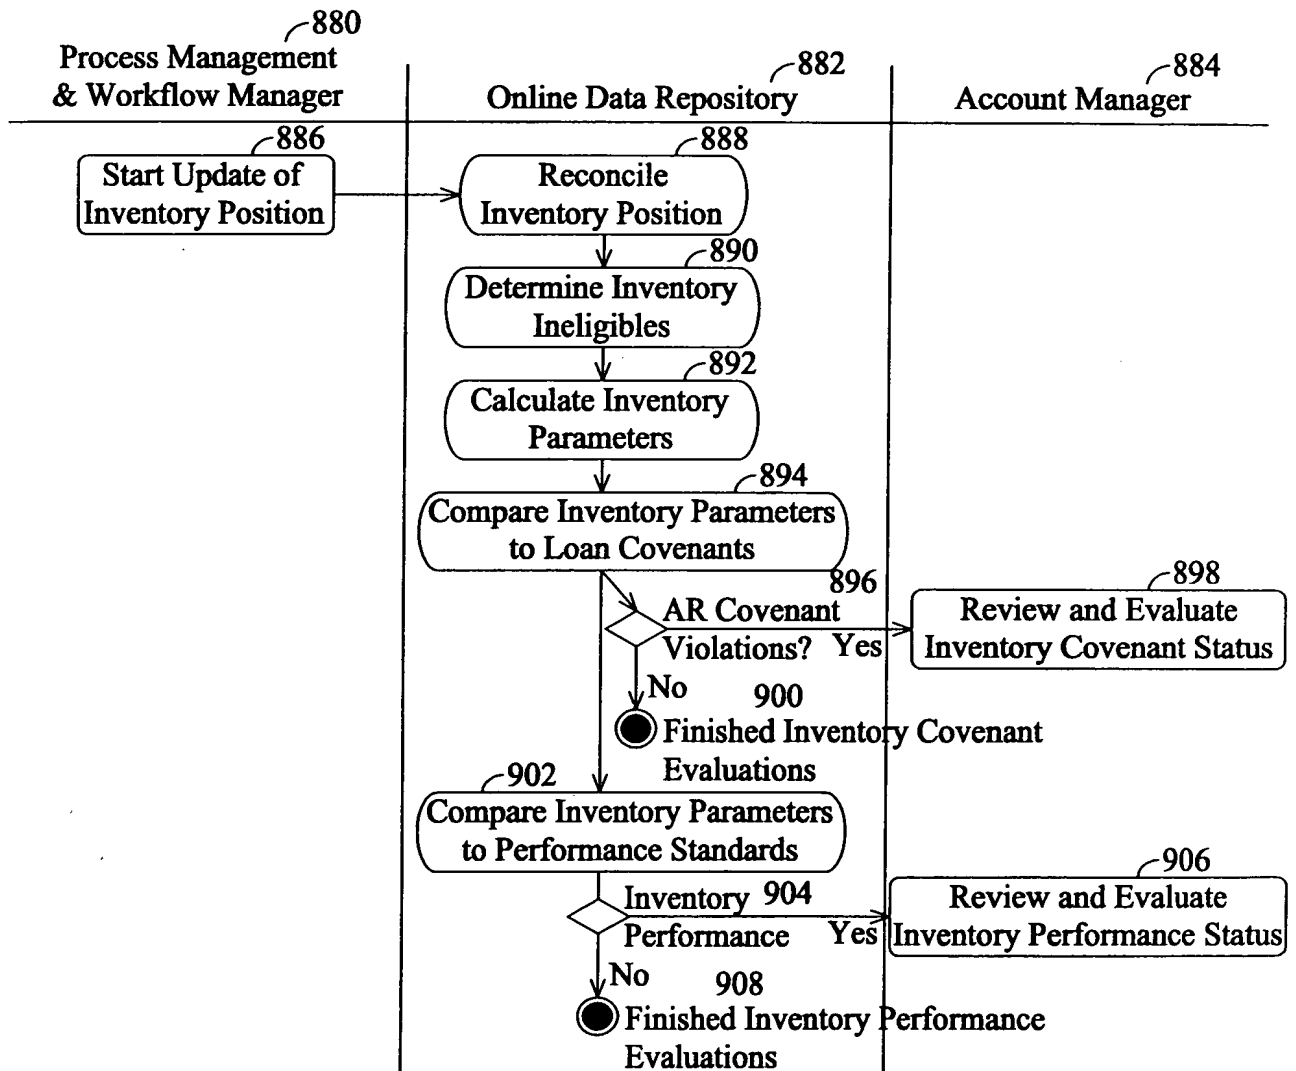 880
Process Management
& Workflow Manager
882
Online Data Repository
884
Account Manager
886
Start Update of
Inventory Position
888
Reconcile
Inventory Position
890
Determine Inventory
Ineligibles
892
Calculate Inventory
Parameters
894
Compare Inventory Parameters
to Loan Covenants
896
AR Covenant
Violations? Yes
898
Review and Evaluate
Inventory Covenant Status
No
900
Finished Inventory Covenant
Evaluations
902
Compare Inventory Parameters
to Performance Standards
Inventory 904
Performance Yes
906
Review and Evaluate
Inventory Performance Status
No
908
Finished Inventory Performance
Evaluations